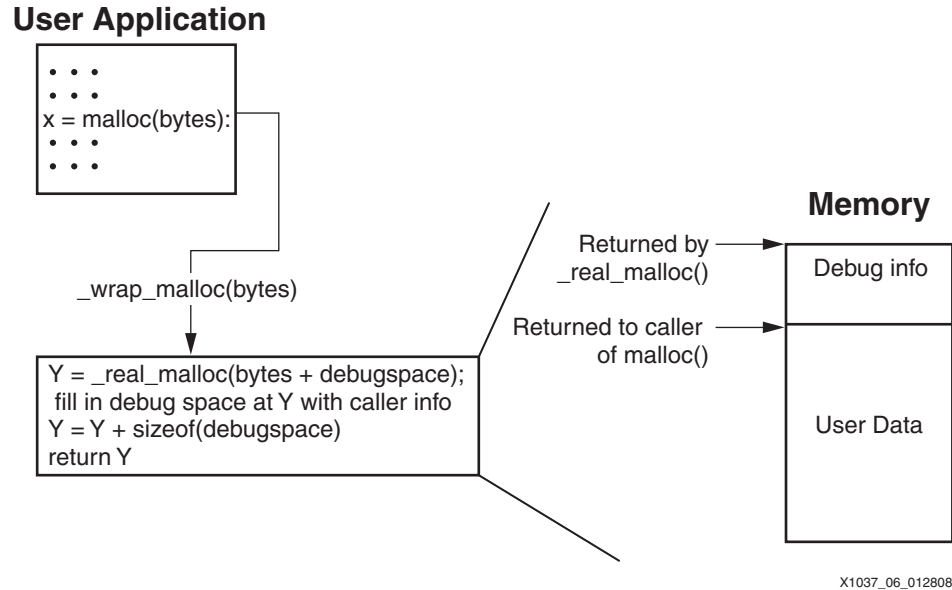 User Application
• • •
• • •
x = malloc(bytes):
• • •
• • •
_wrap_malloc(bytes)
Y = _real_malloc(bytes + debugspace);
fill in debug space at Y with caller info
Y = Y + sizeof(debugspace)
return Y
Memory
Returned by
_real_malloc()
Debug info
Returned to caller
of malloc()
User Data
X1037_06_012808